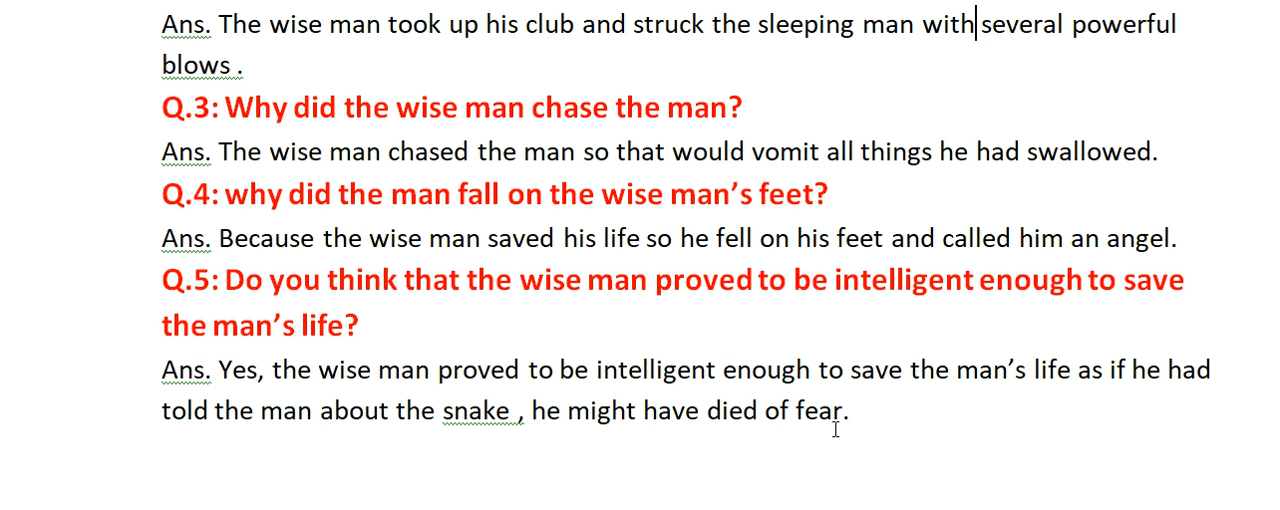 Ans. The wise man took up his club and struck the sleeping man with several powerful
blows .
Q.3: Why did the wise man chase the man?
Ans. The wise man chased the man so that would vomit all things he had swallowed.
Q.4: why did the man fall on the wise man’s feet?
Ans. Because the wise man saved his life so he fell on his feet and called him an angel.
Q.5: Do you think that the wise man proved to be intelligent enough to save
the man’s life?
Ans. Yes, the wise man proved to be intelligent enough to save the man’s life as if he had
told the man about the snake , he might have died of fear.